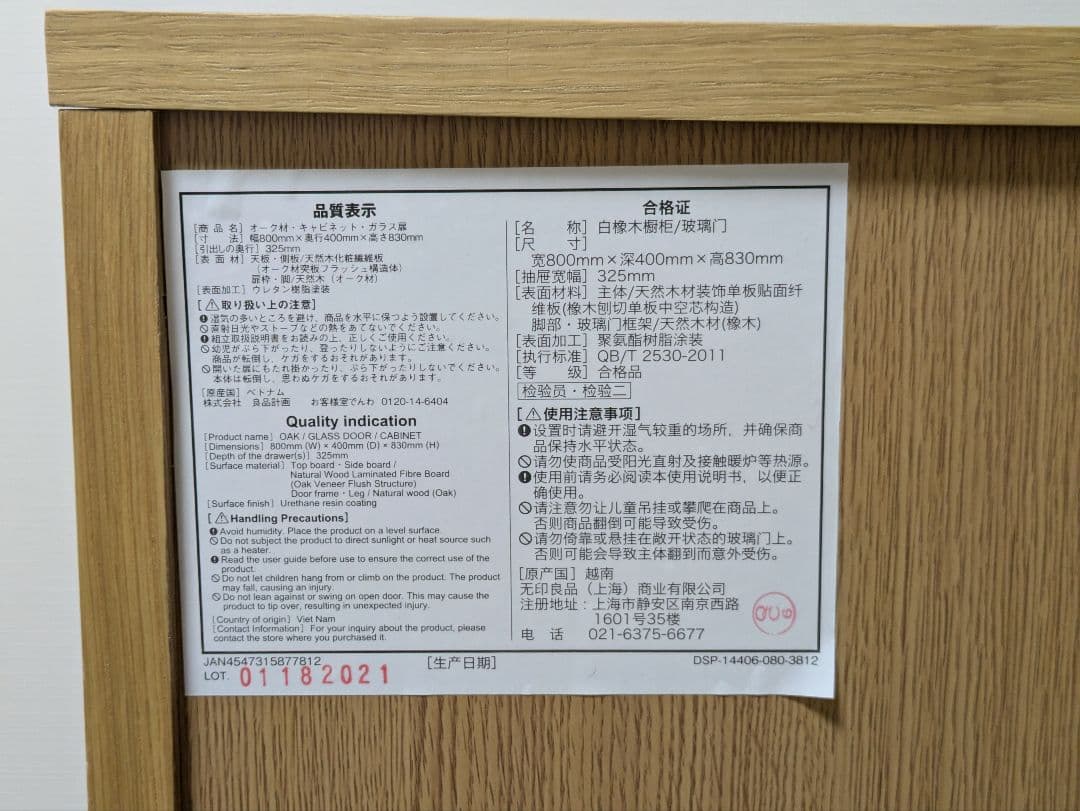 品質表示
[商 品 名] オーク材・キャビネット・ガラス扉
[寸 法] 幅800mm×奥行400mm×高さ830mm
[引出しの奥行] 325mm
[表 面 材] 天板・側板/天然木化粧繊維板
(オーク材突板フラッシュ構造体)
扉枠・脚/天然木(オーク材)
[表面加工] ウレタン樹脂塗装
[⚠取り扱い上の注意]
湿気の多いところを避け、商品を水平に保つよう設置してください。
直射日光やストーブなどの熱をあてないでください。
組立取扱説明書をお読みの上、正しくご使用ください。
幼児がぶら下がったり、登ったりしないようにご注意ください。
商品が転倒し、ケガをするおそれがあります。
開いた扉にもたれ掛かったり、ぶら下がったりしないでください。
本体は転倒し、思わぬケガをするおそれがあります。
[原産国] ベトナム
株式会社 良品計画 お客様室でんわ 0120-14-6404
Quality indication
[Product name] OAK / GLASS DOOR / CABINET
[Dimensions] 800mm (W) × 400mm (D) × 830mm (H)
[Depth of the drawer(s)] 325mm
[Surface material] Top board・Side board /
Natural Wood Laminated Fibre Board
(Oak Veneer Flush Structure)
Door frame・Leg / Natural wood (Oak)
[Surface finish] Urethane resin coating
[⚠Handling Precautions]
Avoid humidity. Place the product on a level surface.
Do not subject the product to direct sunlight or heat source such
as a heater.
Read the user guide before use to ensure the correct use of the
product.
Do not let children hang from or climb on the product. The product
may fall, causing an injury.
Do not lean against or swing on open door. This may cause the
product to tip over, resulting in unexpected injury.
[Country of origin] Viet Nam
[Contact Information] For your inquiry about the product, please
contact the store where you purchased it.
合格证
[名 称] 白橡木橱柜/玻璃门
[尺 寸]
宽800mm×深400mm×高830mm
[抽屉宽幅] 325mm
[表面材料] 主体/天然木材装饰单板贴面纤
维板(橡木刨切单板中空芯构造)
脚部・玻璃门框架/天然木材(橡木)
[表面加工] 聚氨酯树脂涂装
[执行标准] QB/T 2530-2011
[等 级] 合格品
检验员・检验二
[⚠使用注意事项]
设置时请避开湿气较重的场所，并确保商
品保持水平状态。
请勿使商品受阳光直射及接触暖炉等热源。
使用前请务必阅读本使用说明书，以便正
确使用。
请注意勿让儿童吊挂或攀爬在商品上。
否则商品翻倒可能导致受伤。
请勿倚靠或悬挂在敞开状态的玻璃门上。
否则可能会导致主体翻到而意外受伤。
[原产国] 越南
无印良品（上海）商业有限公司
注册地址：上海市静安区南京西路
1601号35楼
电 话 021-6375-6677
JAN4547315877812 [生产日期] DSP-14406-080-3812
LOT. 01182021